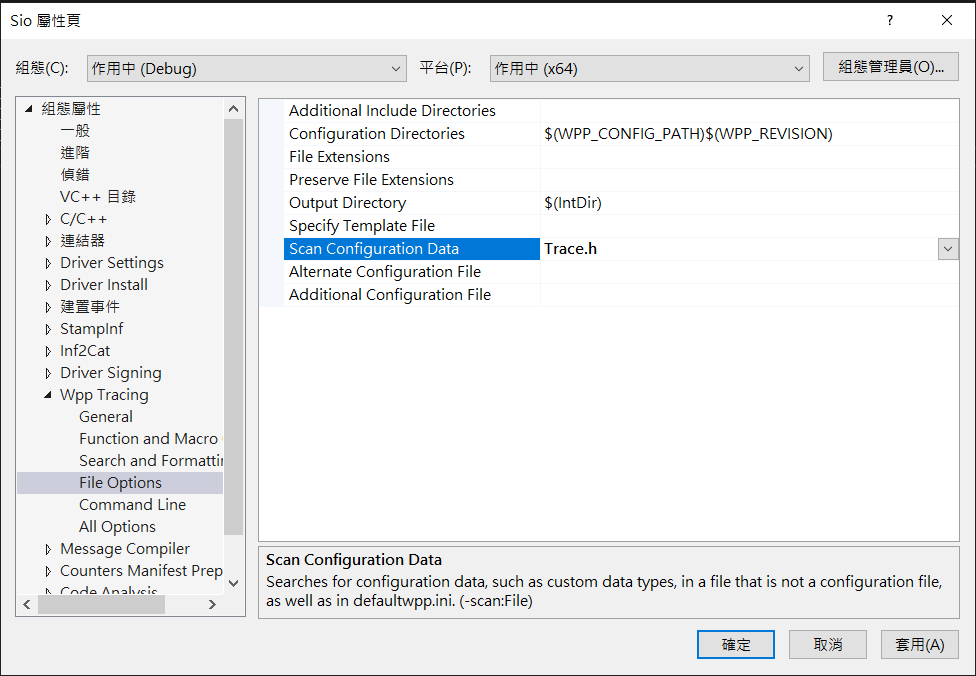 Sio 屬性頁
?
組態(C):
作用中 (Debug)
平台(P):
作用中 (x64)
組態管理員(O)...
組態屬性
一般
進階
偵錯
VC++ 目錄
C/C++
連結器
Driver Settings
Driver Install
建置事件
StampInf
Inf2Cat
Driver Signing
Wpp Tracing
General
Function and Macro
Search and Formattin
File Options
Command Line
All Options
Message Compiler
Counters Manifest Prep
Code Analysis
Additional Include Directories
Configuration Directories $(WPP_CONFIG_PATH)$(WPP_REVISION)
File Extensions
Preserve File Extensions
Output Directory $(IntDir)
Specify Template File
Scan Configuration Data Trace.h
Alternate Configuration File
Additional Configuration File
Scan Configuration Data
Searches for configuration data, such as custom data types, in a file that is not a configuration file,
as well as in defaultwpp.ini. (-scan:File)
確定
取消
套用(A)